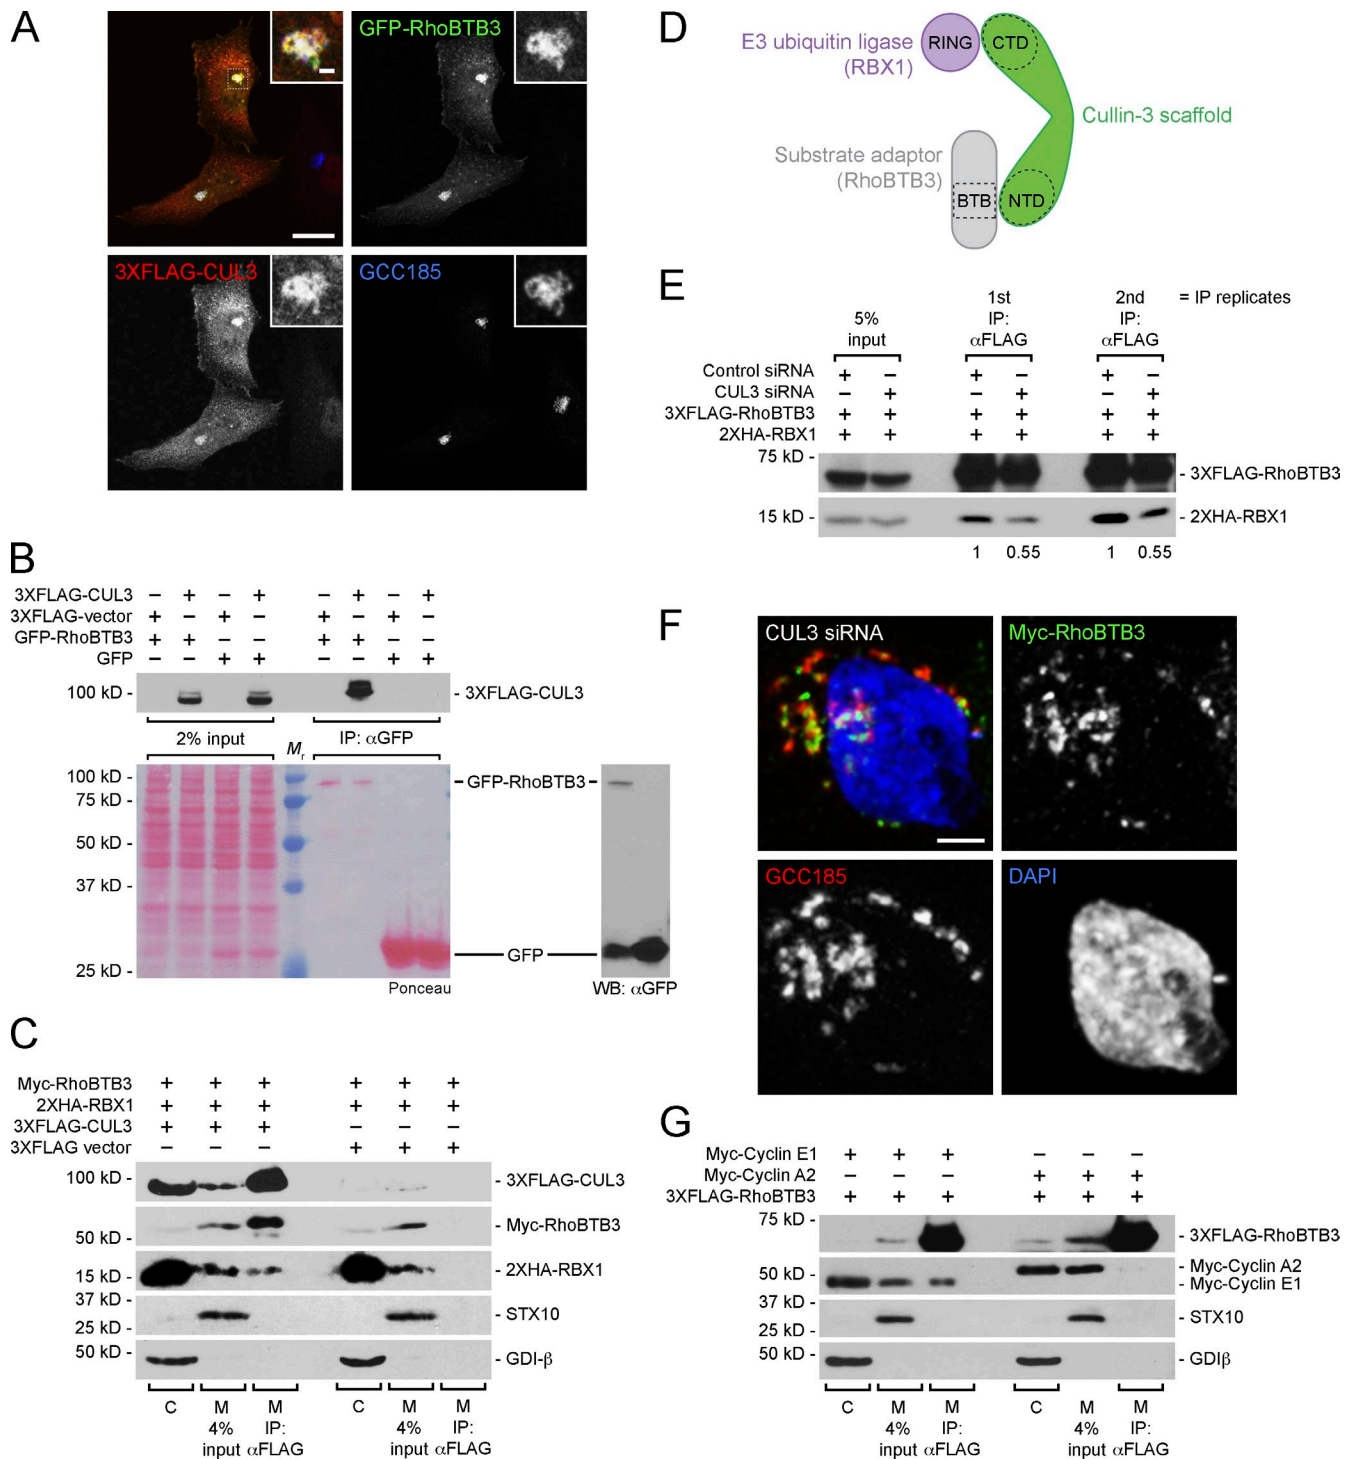 A
GFP-RhoBTB3
3XFLAG-CUL3
GCC185
B
3XFLAG-CUL3 – + – + – + – +
3XFLAG-vector + – + – + – + –
GFP-RhoBTB3 + + – – + + – –
GFP – – + + – – + +
100 kD - - 3XFLAG-CUL3
2% input Mr IP: αGFP
100 kD - GFP-RhoBTB3
75 kD -
50 kD -
37 kD -
GFP
25 kD -
Ponceau WB: αGFP
C
Myc-RhoBTB3 + + + + + +
2XHA-RBX1 + + + + + +
3XFLAG-CUL3 + + + – – –
3XFLAG vector – – – + + +
100 kD - - 3XFLAG-CUL3
- Myc-RhoBTB3
50 kD -
15 kD - - 2XHA-RBX1
37 kD -
- STX10
25 kD -
50 kD - - GDI-β
C M M C M M
4% IP: 4% IP:
input αFLAG input αFLAG
D
E3 ubiquitin ligase
(RBX1)
RING CTD
Cullin-3 scaffold
Substrate adaptor
(RhoBTB3)
BTB NTD
E
1st 2nd = IP replicates
5% IP: IP:
input αFLAG αFLAG
Control siRNA + – + – + –
CUL3 siRNA – + – + – +
3XFLAG-RhoBTB3 + + + + + +
2XHA-RBX1 + + + + + +
75 kD -
- 3XFLAG-RhoBTB3
15 kD - - 2XHA-RBX1
1 0.55 1 0.55
F
CUL3 siRNA
Myc-RhoBTB3
GCC185
DAPI
G
Myc-Cyclin E1 + + + – – –
Myc-Cyclin A2 – – – + + +
3XFLAG-RhoBTB3 + + + + + +
75 kD -
- 3XFLAG-RhoBTB3
- Myc-Cyclin A2
50 kD - - Myc-Cyclin E1
37 kD -
- STX10
25 kD -
50 kD - - GDIβ
C M M C M M
4% IP: 4% IP:
input αFLAG input αFLAG